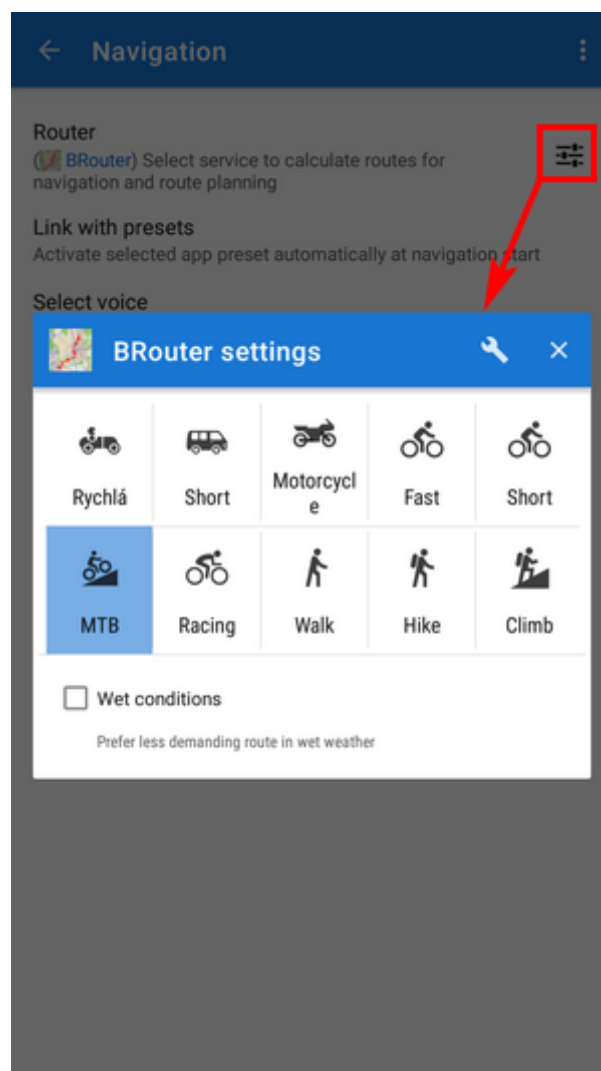 Navigation
Router
(BRouter) Select service to calculate routes for
navigation and route planning
Link with presets
Activate selected app preset automatically at navigation start
Select voice
BRouter settings
Rychlá
Short
Motorcycl
e
Fast
Short
MTB
Racing
Walk
Hike
Climb
Wet conditions
Prefer less demanding route in wet weather